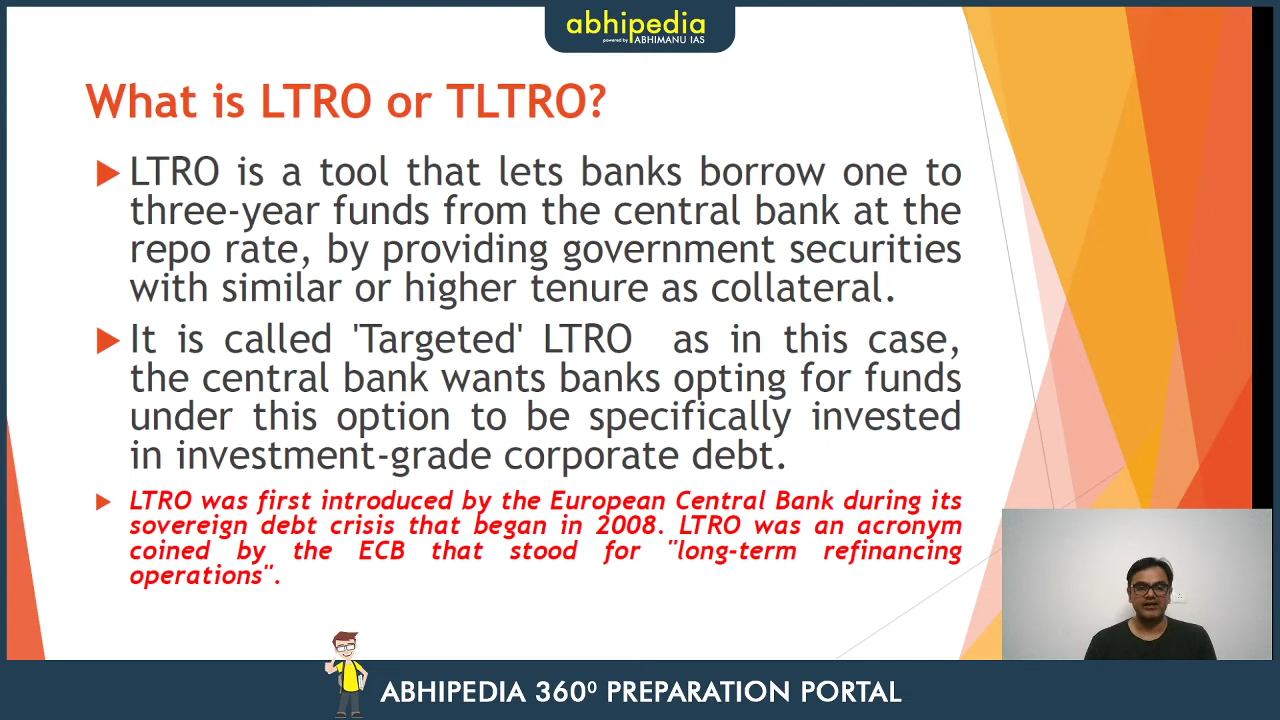 abhipedia
powered by ABHIMANU IAS
What is LTRO or TLTRO?
LTRO is a tool that lets banks borrow one to
three-year funds from the central bank at the
repo rate, by providing government securities
with similar or higher tenure as collateral.
It is called 'Targeted' LTRO as in this case,
the central bank wants banks opting for funds
under this option to be specifically invested
in investment-grade corporate debt.
LTRO was first introduced by the European Central Bank during its
sovereign debt crisis that began in 2008. LTRO was an acronym
coined by the ECB that stood for "long-term refinancing
operations".
ABHIPEDIA 360⁰ PREPARATION PORTAL